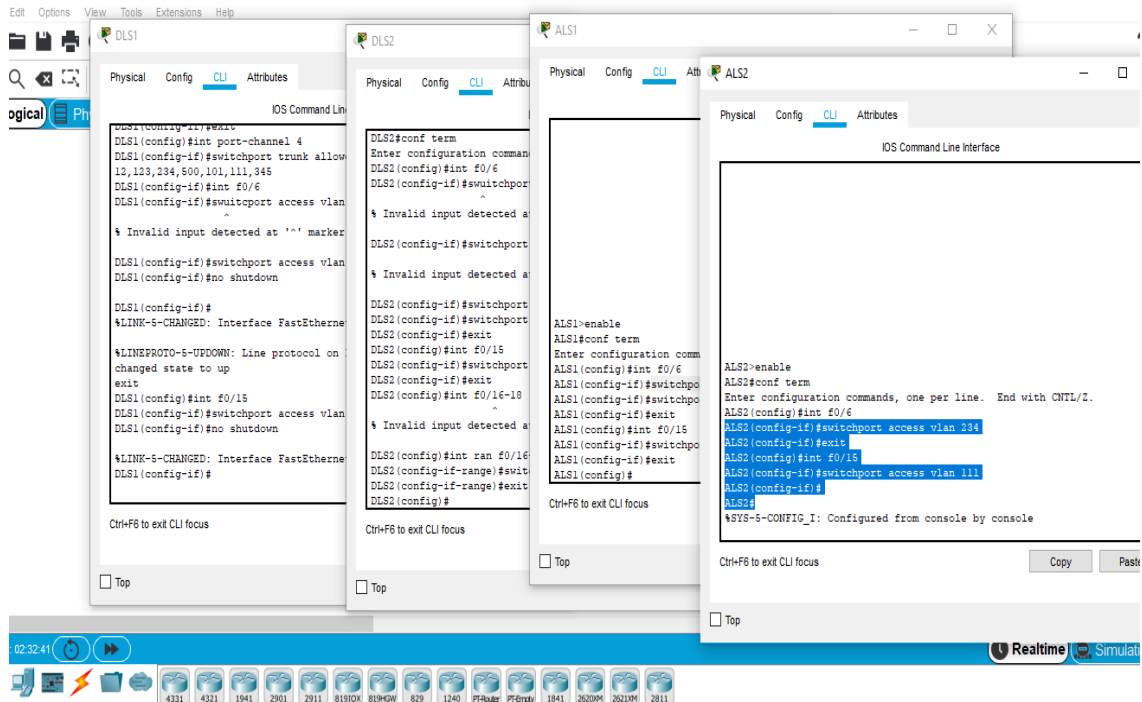 Edit Options View Tools Extensions Help
ogical
DLS1
Physical Config CLI Attributes
DLS1(config-if)#exit
DLS1(config)#int port-channel 4
DLS1(config-if)#switchport trunk allow
12,123,234,500,101,111,345
DLS1(config-if)#int f0/6
DLS1(config-if)#swuitcport access vlan
^
% Invalid input detected at '^' marker
DLS1(config-if)#switchport access vlan
DLS1(config-if)#no shutdown
DLS1(config-if)#
%LINK-5-CHANGED: Interface FastEtherne
%LINEPROTO-5-UPDOWN: Line protocol on
changed state to up
exit
DLS1(config)#int f0/15
DLS1(config-if)#switchport access vlan
DLS1(config-if)#no shutdown
%LINK-5-CHANGED: Interface FastEtherne
DLS1(config-if)#
Ctrl+F6 to exit CLI focus
Top
DLS2
Physical Config CLI Attribu
DLS2#conf term
Enter configuration comman
DLS2(config)#int f0/6
DLS2(config-if)#swuitchpor
^
% Invalid input detected a
DLS2(config-if)#switchport
% Invalid input detected a
DLS2(config-if)#switchport
DLS2(config-if)#switchport
DLS2(config-if)#exit
DLS2(config)#int f0/15
DLS2(config-if)#switchport
DLS2(config-if)#exit
DLS2(config)#int f0/16-18
^
% Invalid input detected a
DLS2(config)#int ran f0/16-
DLS2(config-if-range)#swit
DLS2(config-if-range)#exit
DLS2(config)#
Ctrl+F6 to exit CLI focus
Top
ALS1
Physical Config CLI Att
ALS1>enable
ALS1#conf term
Enter configuration comm
ALS1(config)#int f0/6
ALS1(config-if)#switchpo
ALS1(config-if)#switchpo
ALS1(config-if)#exit
ALS1(config)#int f0/15
ALS1(config-if)#switchpo
ALS1(config-if)#exit
ALS1(config)#
Ctrl+F6 to exit CLI focus
Top
ALS2
Physical Config CLI Attributes
IOS Command Line Interface
ALS2>enable
ALS2#conf term
Enter configuration commands, one per line. End with CNTL/Z.
ALS2(config)#int f0/6
ALS2(config-if)#switchport access vlan 234
ALS2(config-if)#exit
ALS2(config)#int f0/15
ALS2(config-if)#switchport access vlan 111
ALS2(config-if)#
ALS2#
%SYS-5-CONFIG_I: Configured from console by console
Ctrl+F6 to exit CLI focus
Copy Paste
Top
IOS Command Lin
02:32:41
Realtime Simulati
4331 4321 1941 2901 2911 819IOX 819HGW 829 1240 PT-Router PT-Empty 1841 2620XM 2621XM 2811